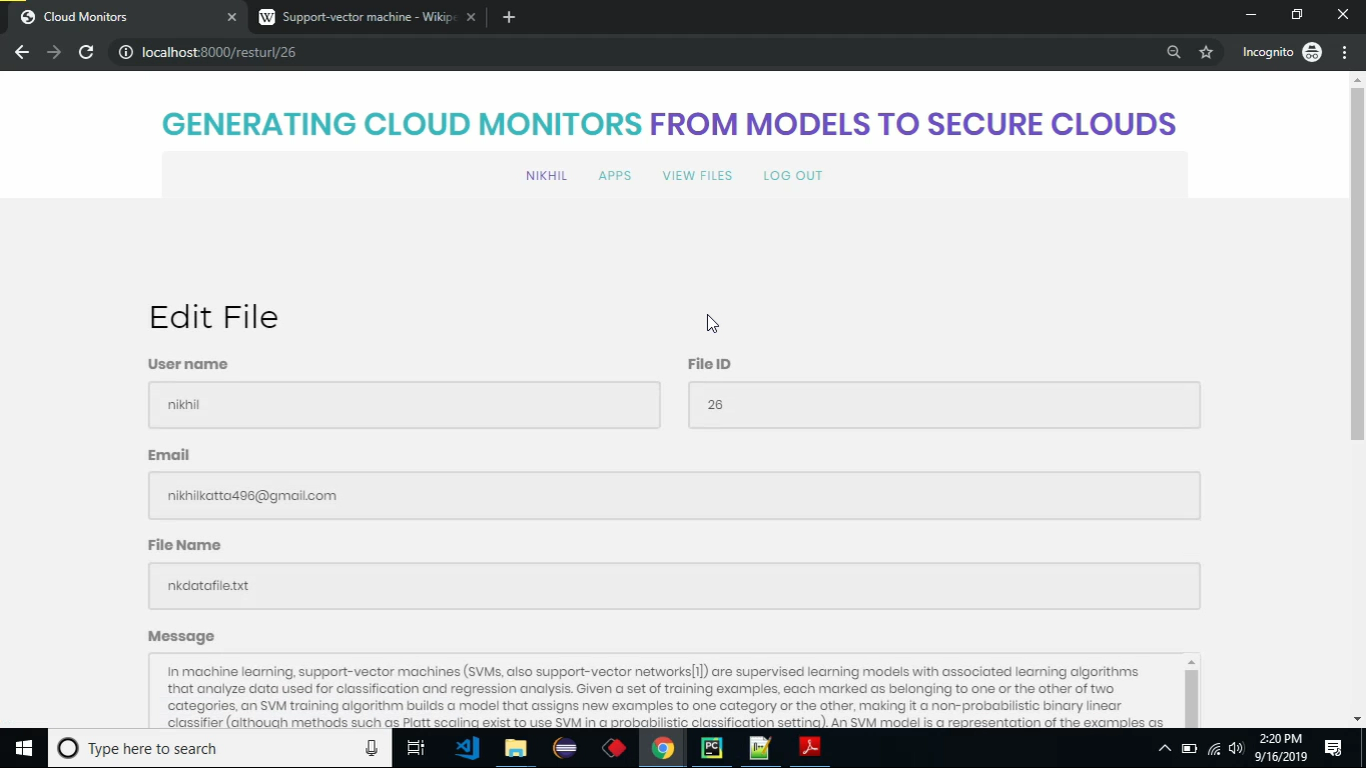 Cloud Monitors
Support-vector machine - Wikipe
localhost:8000/resturl/26
Incognito
GENERATING CLOUD MONITORS FROM MODELS TO SECURE CLOUDS
NIKHIL APPS VIEW FILES LOG OUT
Edit File
User name File ID
nikhil 26
Email
nikhilkatta496@gmail.com
File Name
nkdatafile.txt
Message
In machine learning, support-vector machines (SVMs, also support-vector networks[1]) are supervised learning models with associated learning algorithms
that analyze data used for classification and regression analysis. Given a set of training examples, each marked as belonging to one or the other of two
categories, an SVM training algorithm builds a model that assigns new examples to one category or the other, making it a non-probabilistic binary linear
classifier (although methods such as Platt scaling exist to use SVM in a probabilistic classification setting). An SVM model is a representation of the examples as
Type here to search
2:20 PM
9/16/2019